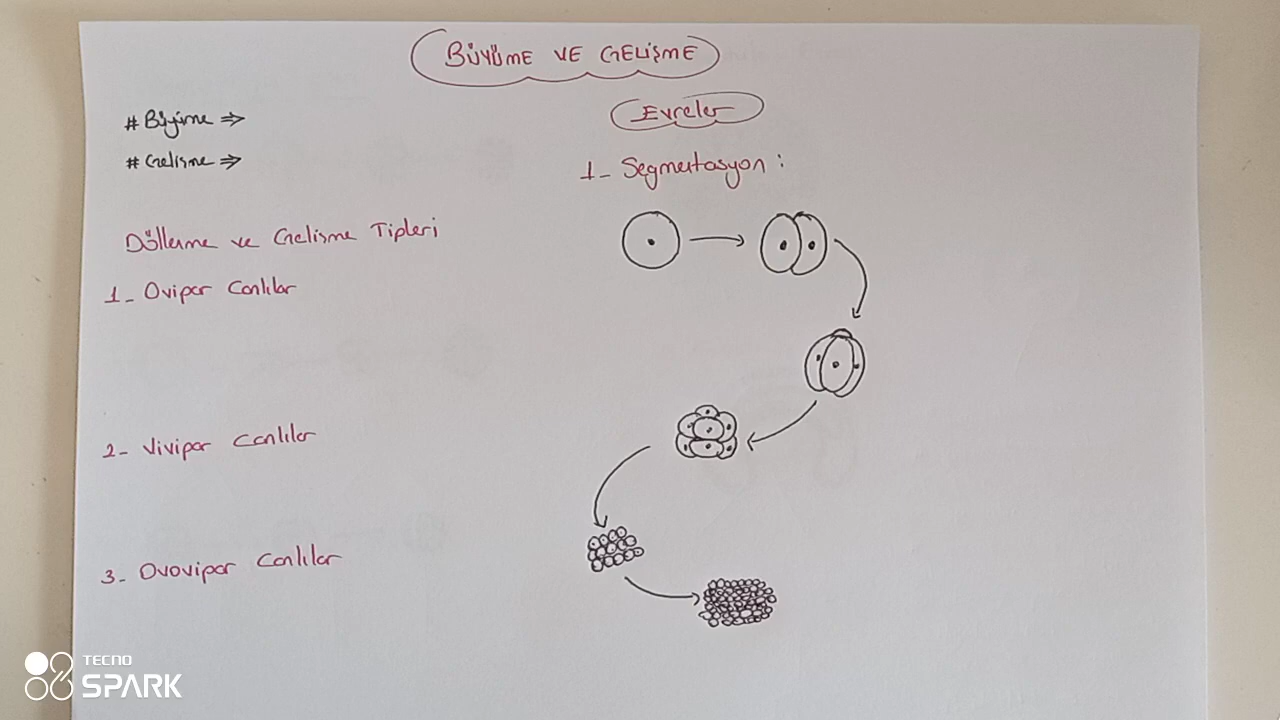 BÜYÜME VE GELİŞME
# Büyüme ⇒
# Gelişme ⇒
Döllenme ve Gelişme Tipleri
1- Ovipar Canlılar
2- Vivipar Canlılar
3- Ovovipar Canlılar
Evreler
1- Segmentasyon :
TECNO
SPARK